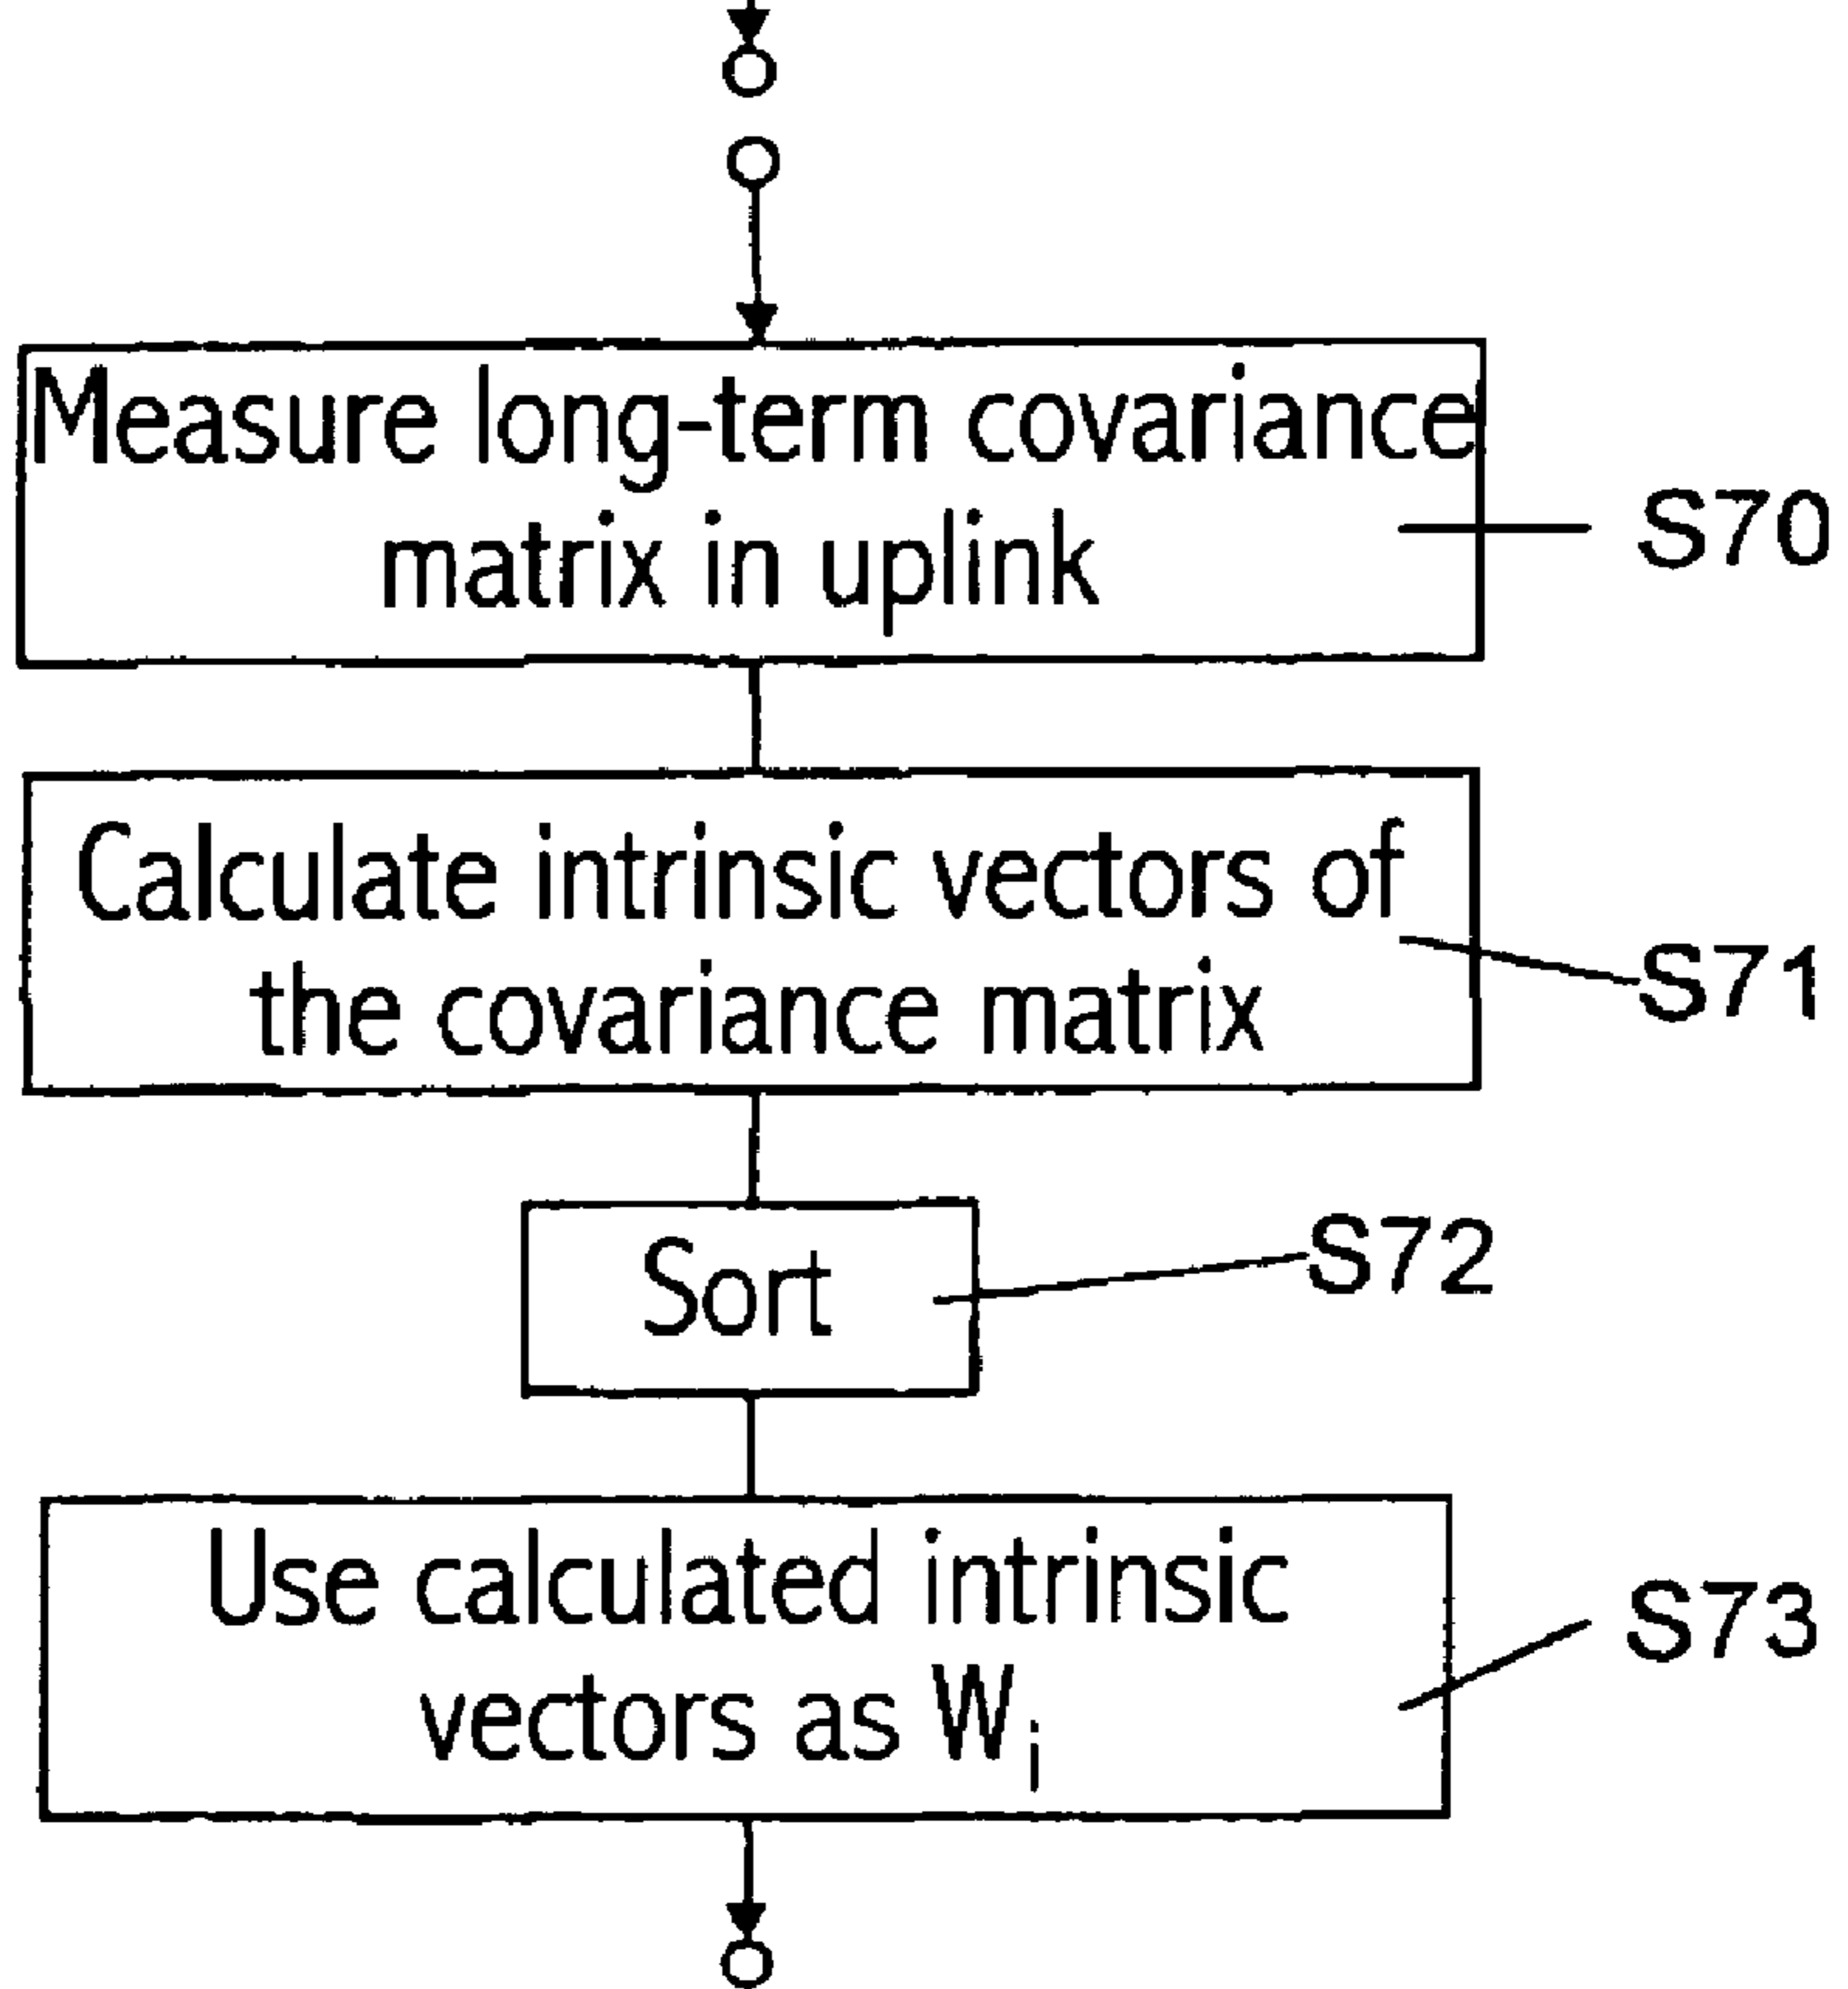 Measure long-term covariance
matrix in uplink
S70
Calculate intrinsic vectors of
the covariance matrix
S71
Sort
S72
Use calculated intrinsic
vectors as Wi
S73